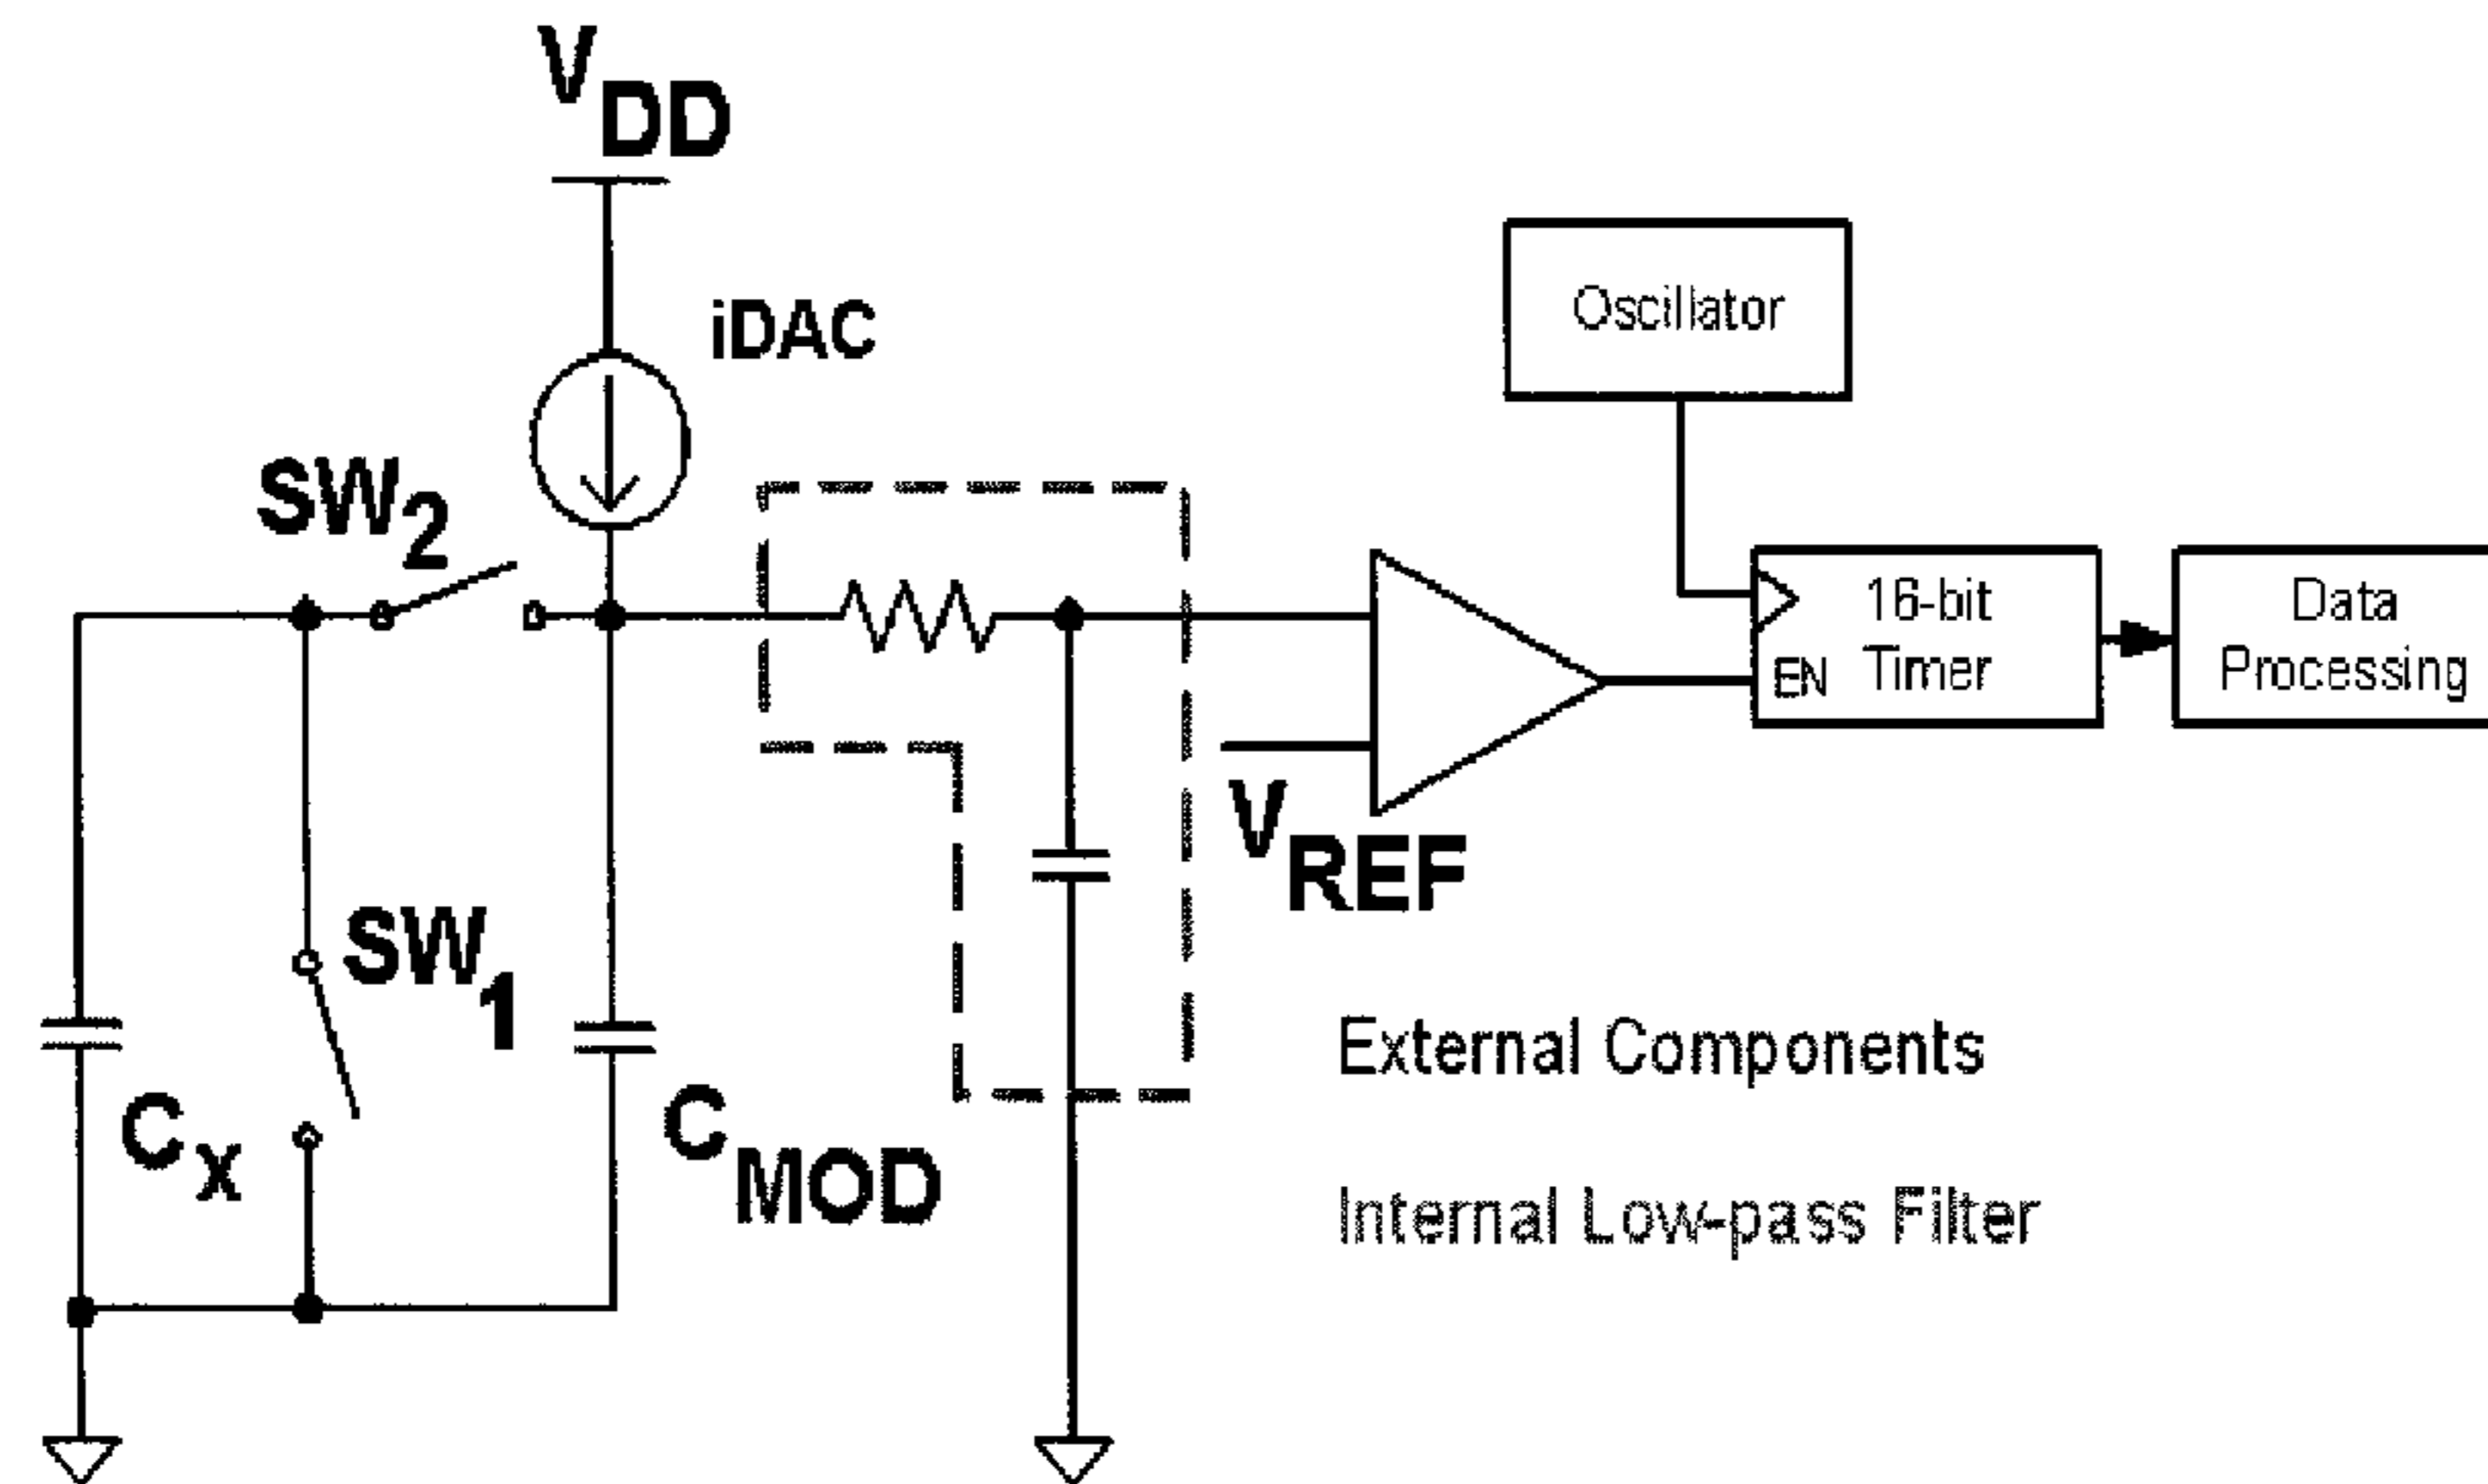 VDD
iDAC
Oscillator
SW2
16-bit
Timer
EN
Data
Processing
VREF
SW1
CX
CMOD
External Components
Internal Low-pass Filter